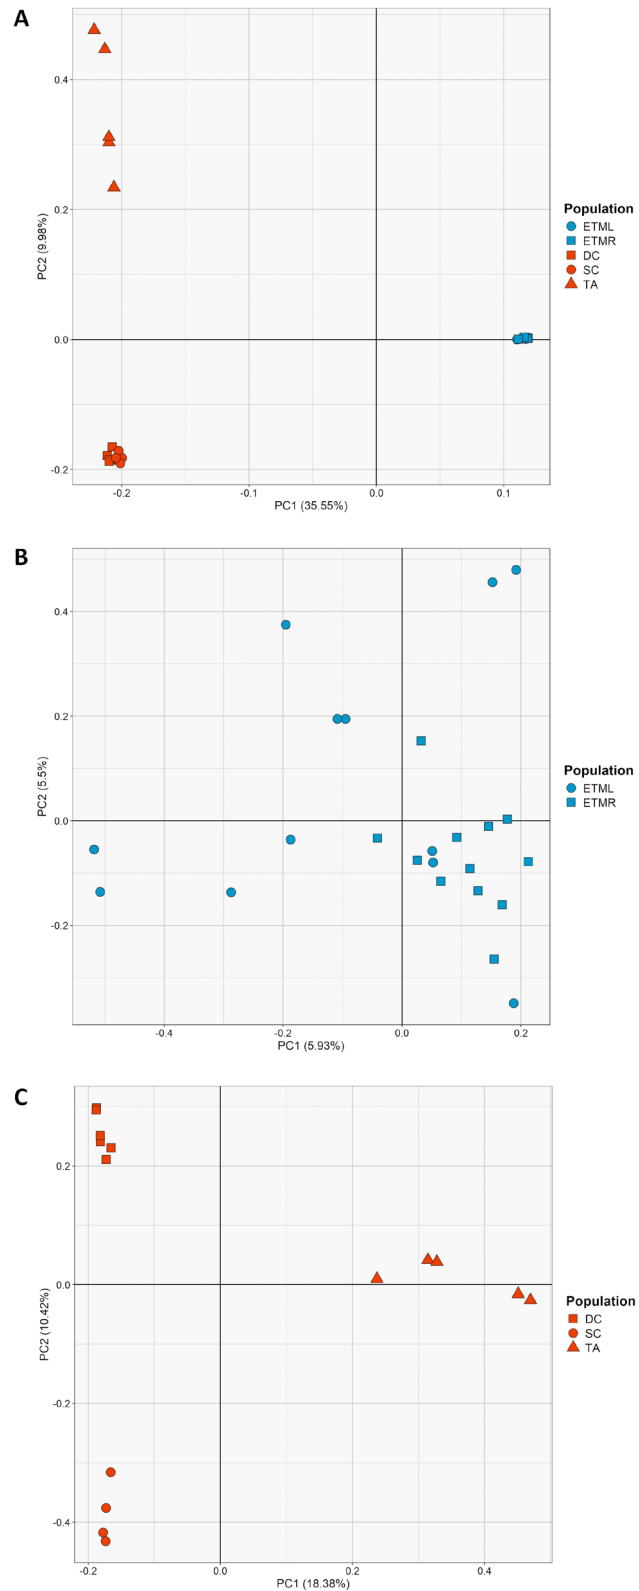 A
0.4
0.2
0.0
-0.2
PC2 (9.98%)
-0.2
-0.1
0.0
0.1
PC1 (35.55%)
Population
ETML
ETMR
DC
SC
TA
B
0.4
0.2
0.0
-0.2
PC2 (5.5%)
-0.4
-0.2
0.0
0.2
PC1 (5.93%)
Population
ETML
ETMR
C
0.2
0.0
-0.2
-0.4
PC2 (10.42%)
-0.2
0.0
0.2
0.4
PC1 (18.38%)
Population
DC
SC
TA